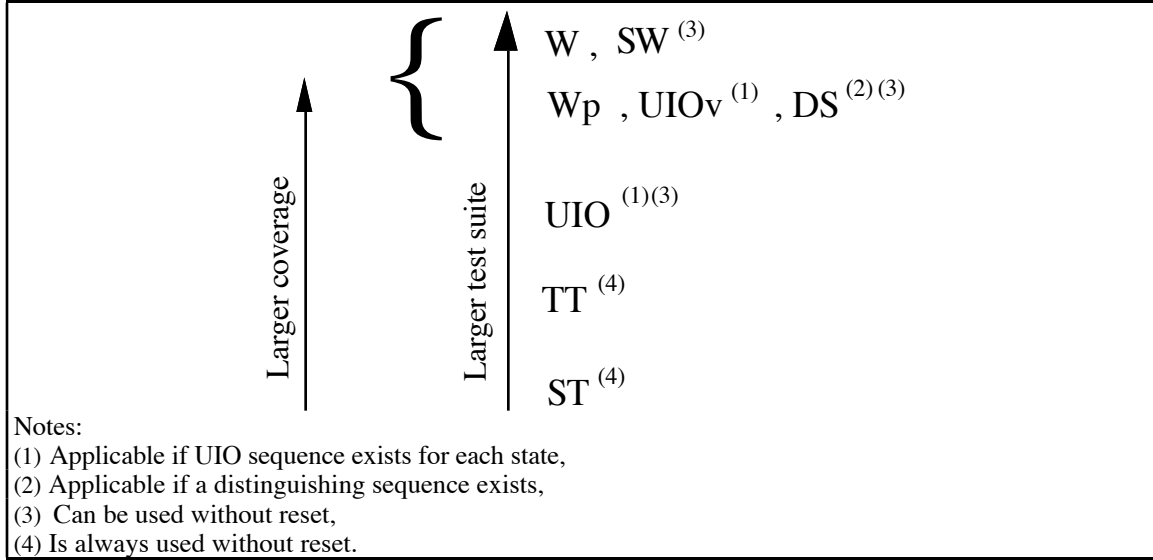 W , SW (3)
Wp , UIOv (1) , DS (2) (3)
UIO (1)(3)
TT (4)
ST (4)
Larger coverage
Larger test suite
Notes:
(1) Applicable if UIO sequence exists for each state,
(2) Applicable if a distinguishing sequence exists,
(3) Can be used without reset,
(4) Is always used without reset.